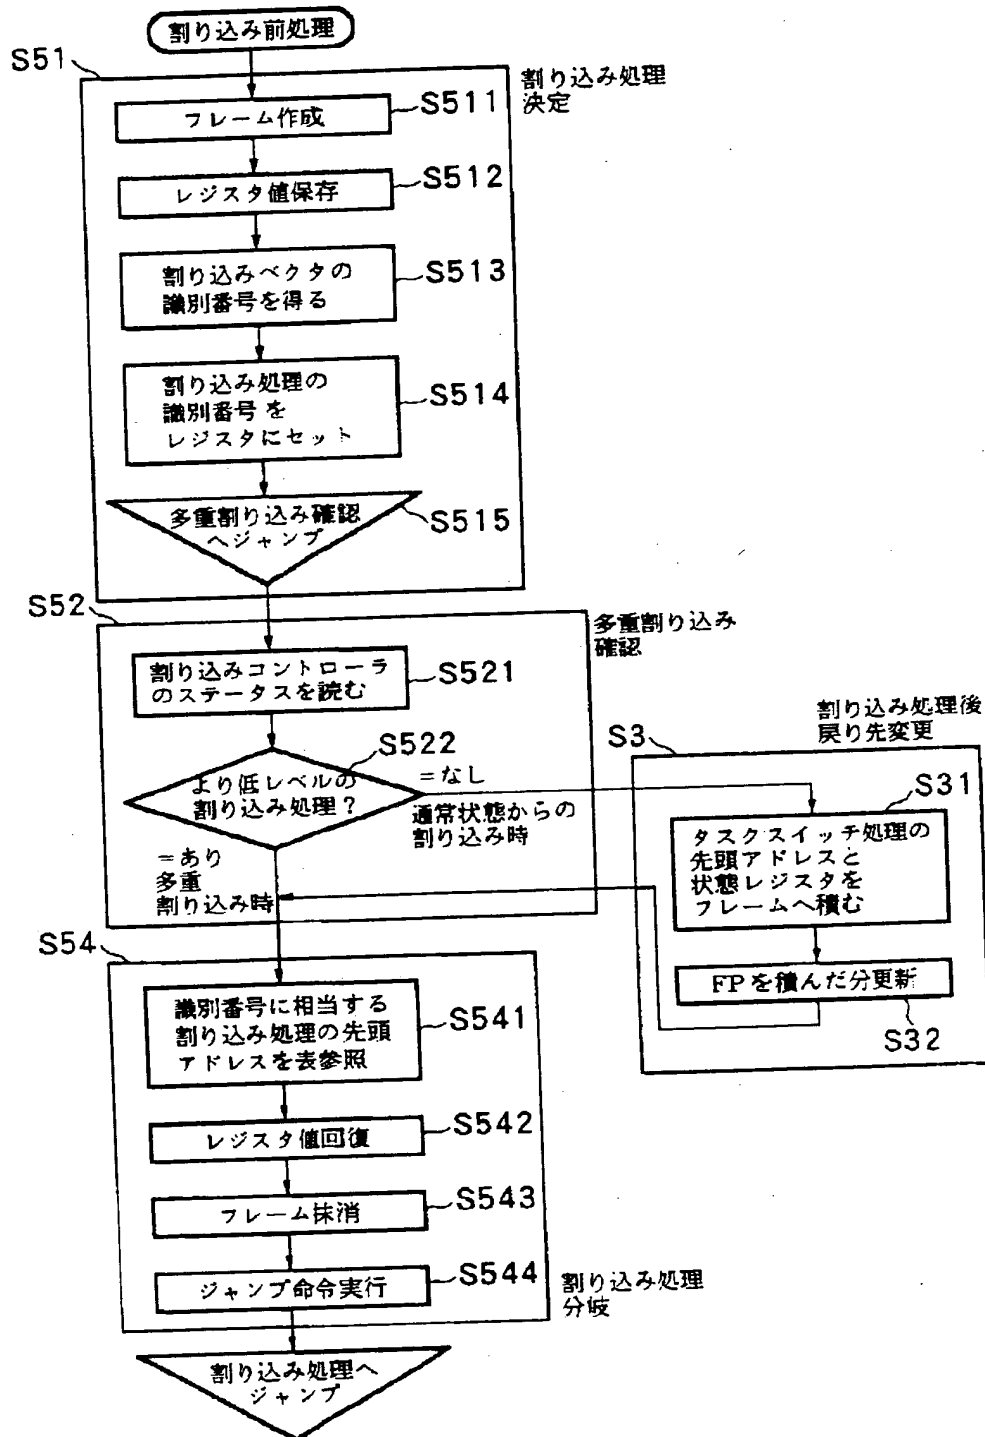 割り込み前処理
S51
割り込み処理
決定
フレーム作成
S511
レジスタ値保存
S512
割り込みベクタの
識別番号を得る
S513
割り込み処理の
識別番号を
レジスタにセット
S514
多重割り込み確認
へジャンプ
S515
S52
多重割り込み
確認
割り込みコントローラ
のステータスを読む
S521
S522
より低レベルの
割り込み処理?
=なし
通常状態からの
割り込み時
=あり
多重
割り込み時
割り込み処理後
戻り先変更
S3
S31
タスクスイッチ処理の
先頭アドレスと
状態レジスタを
フレームへ積む
FPを積んだ分更新
S32
S54
識別番号に相当する
割り込み処理の先頭
アドレスを表参照
S541
レジスタ値回復
S542
フレーム抹消
S543
ジャンプ命令実行
S544
割り込み処理
分岐
割り込み処理へ
ジャンプ